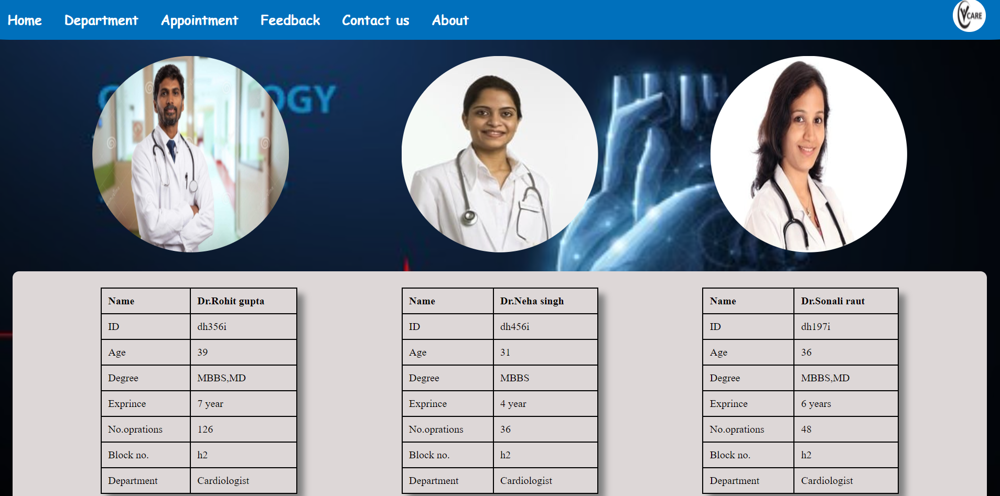 Home Department Appointment Feedback Contact us About
CARE
OGY
Name Dr.Rohit gupta
ID dh356i
Age 39
Degree MBBS,MD
Exprince 7 year
No.oprations 126
Block no. h2
Department Cardiologist
Name Dr.Neha singh
ID dh456i
Age 31
Degree MBBS
Exprince 4 year
No.oprations 36
Block no. h2
Department Cardiologist
Name Dr.Sonali raut
ID dh197i
Age 36
Degree MBBS,MD
Exprince 6 years
No.oprations 48
Block no. h2
Department Cardiologist